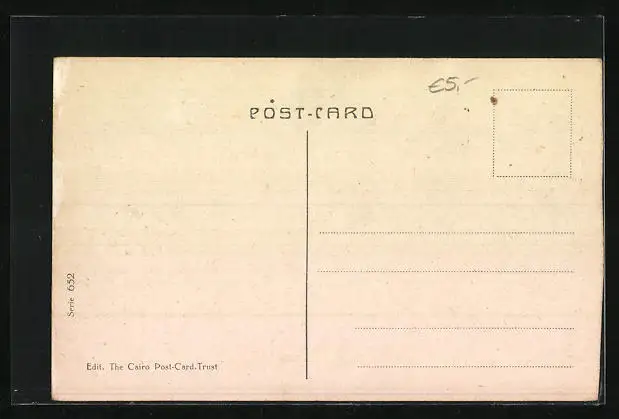 €5,-
POST-CARD
Serie 652
Edit. The Cairo Post-Card.Trust